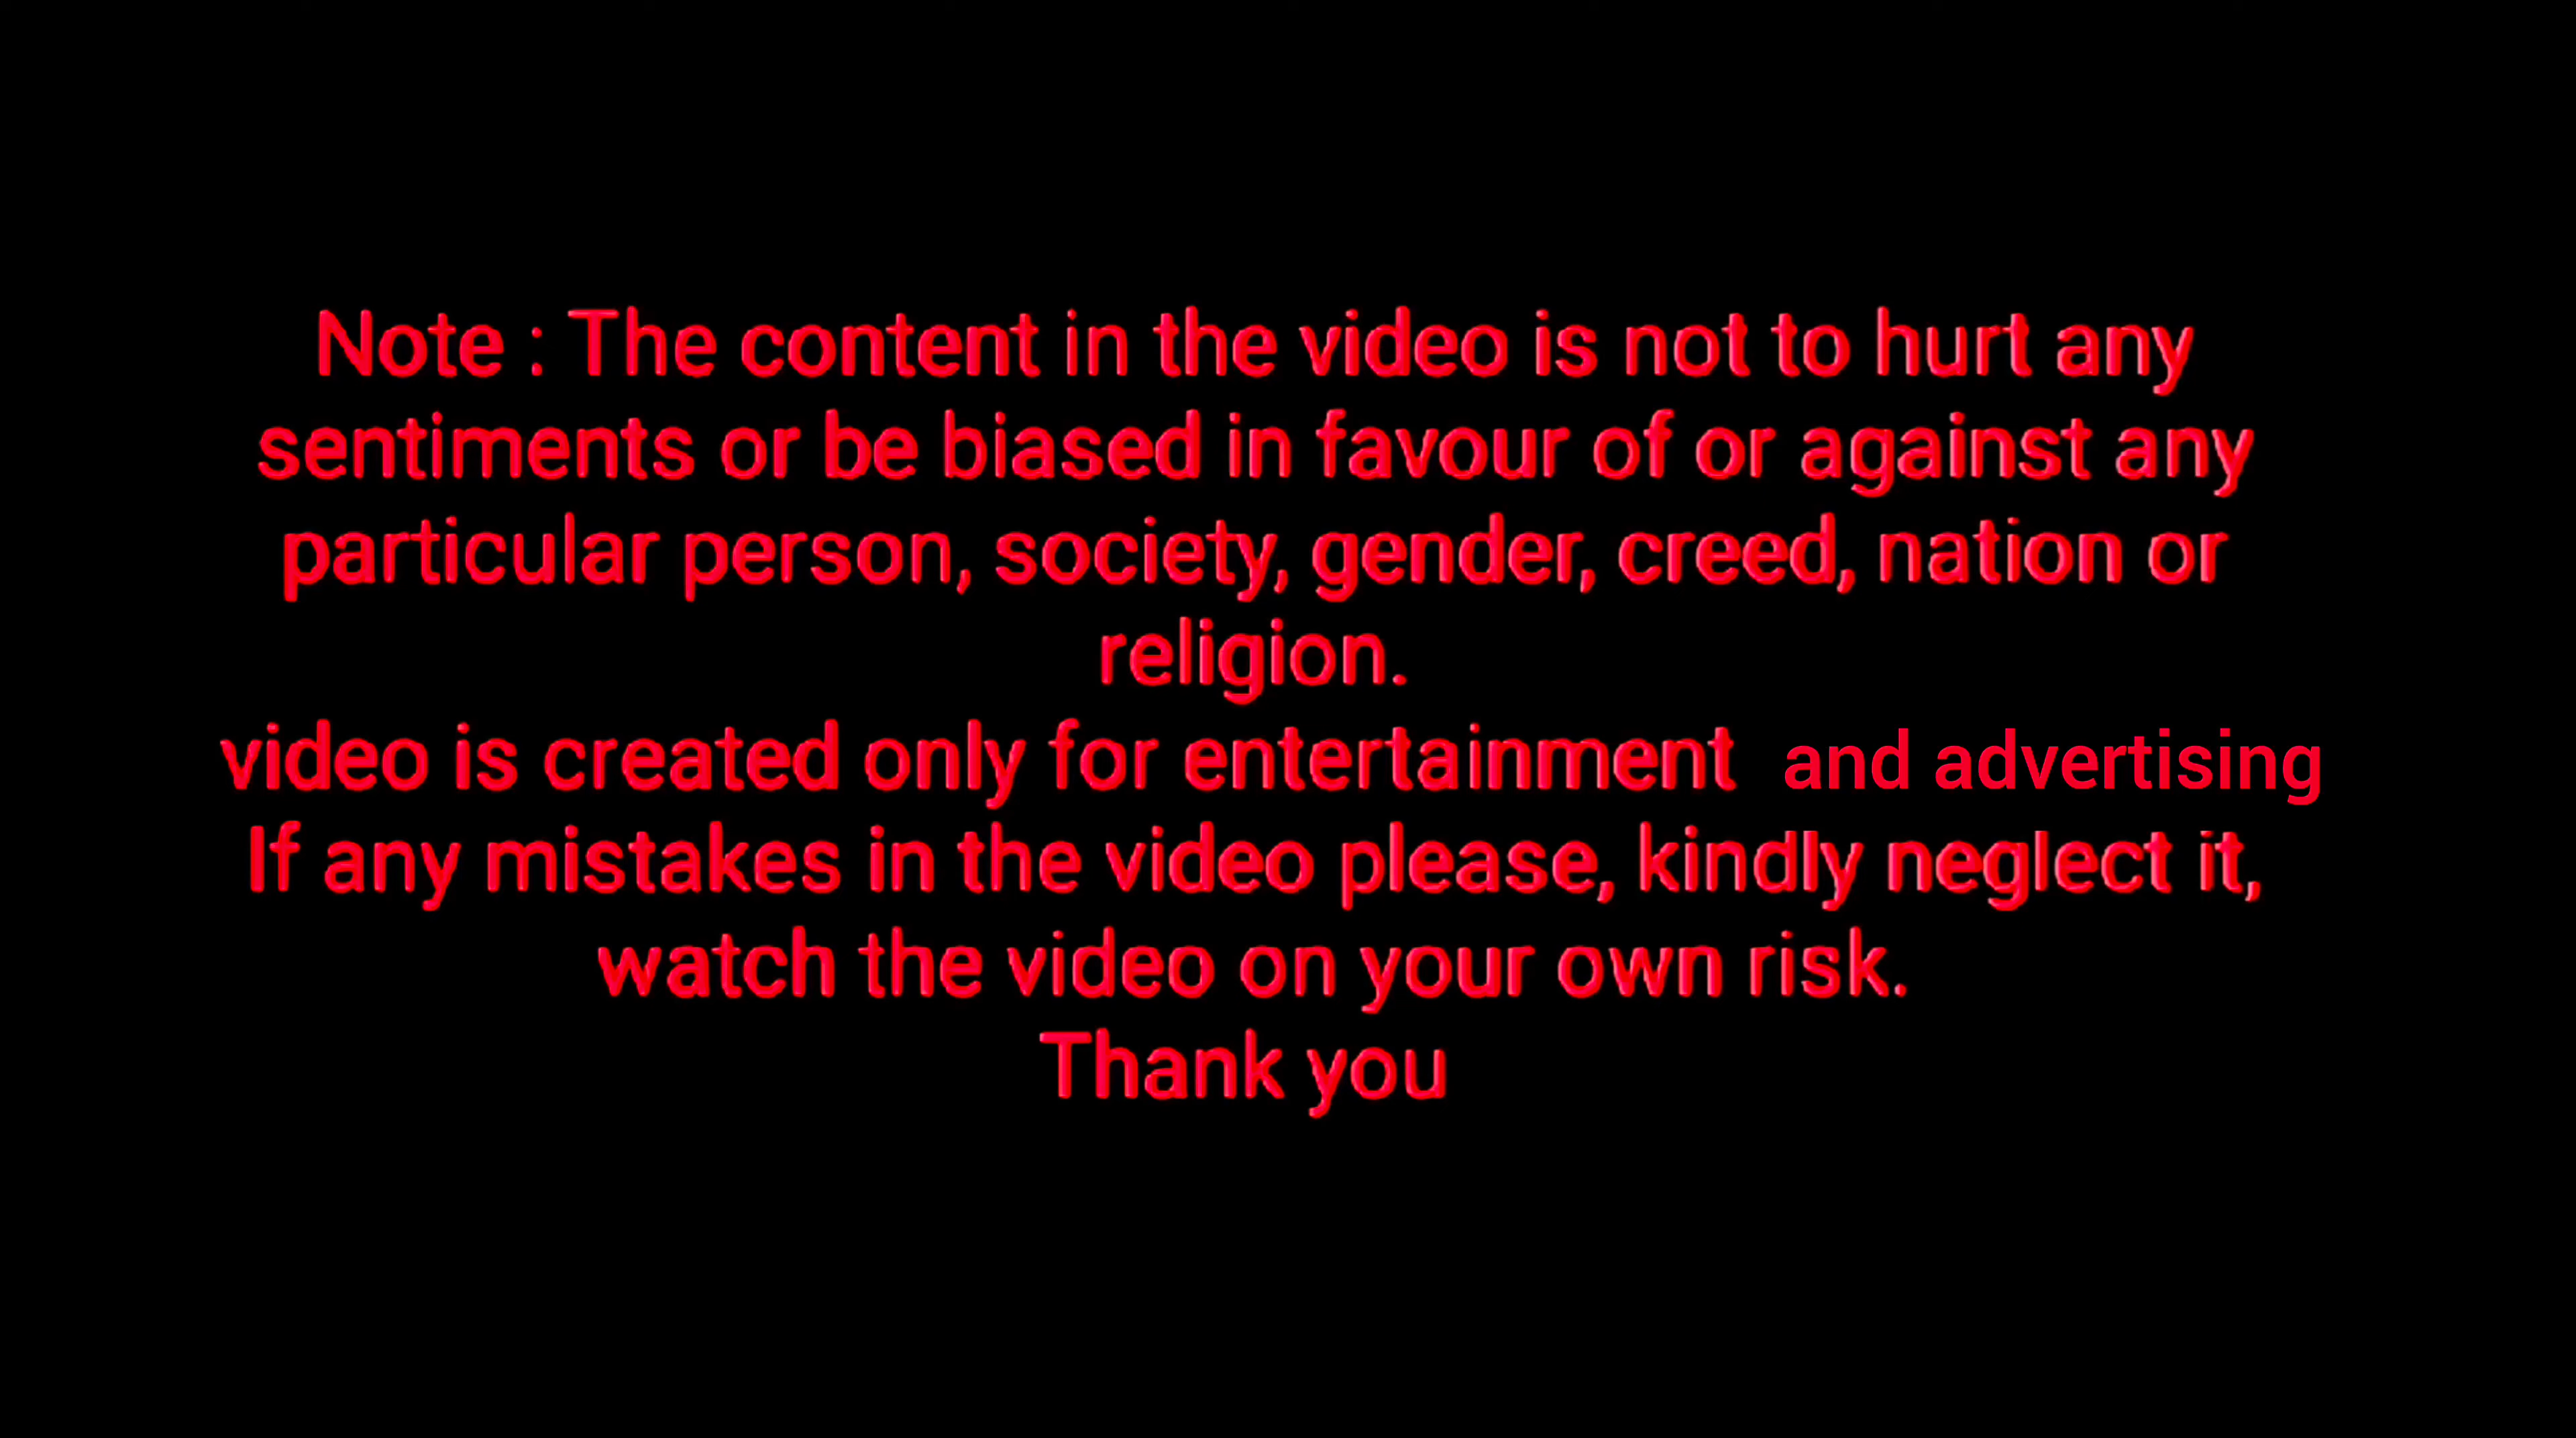 Note : The content in the video is not to hurt any
sentiments or be biased in favour of or against any
particular person, society, gender, creed, nation or
religion.
video is created only for entertainment and advertising
If any mistakes in the video please, kindly neglect it,
watch the video on your own risk.
Thank you